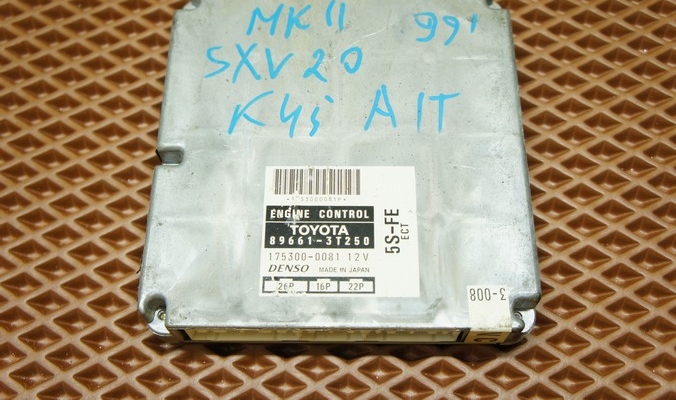 MK II 99'
SXV20
A/T
*1753000081P*
ENGINE CONTROL
TOYOTA
89661-3T250
175300-0081 12V
DENSO MADE IN JAPAN
26P 16P 22P
5S-FE
ECT
3-008